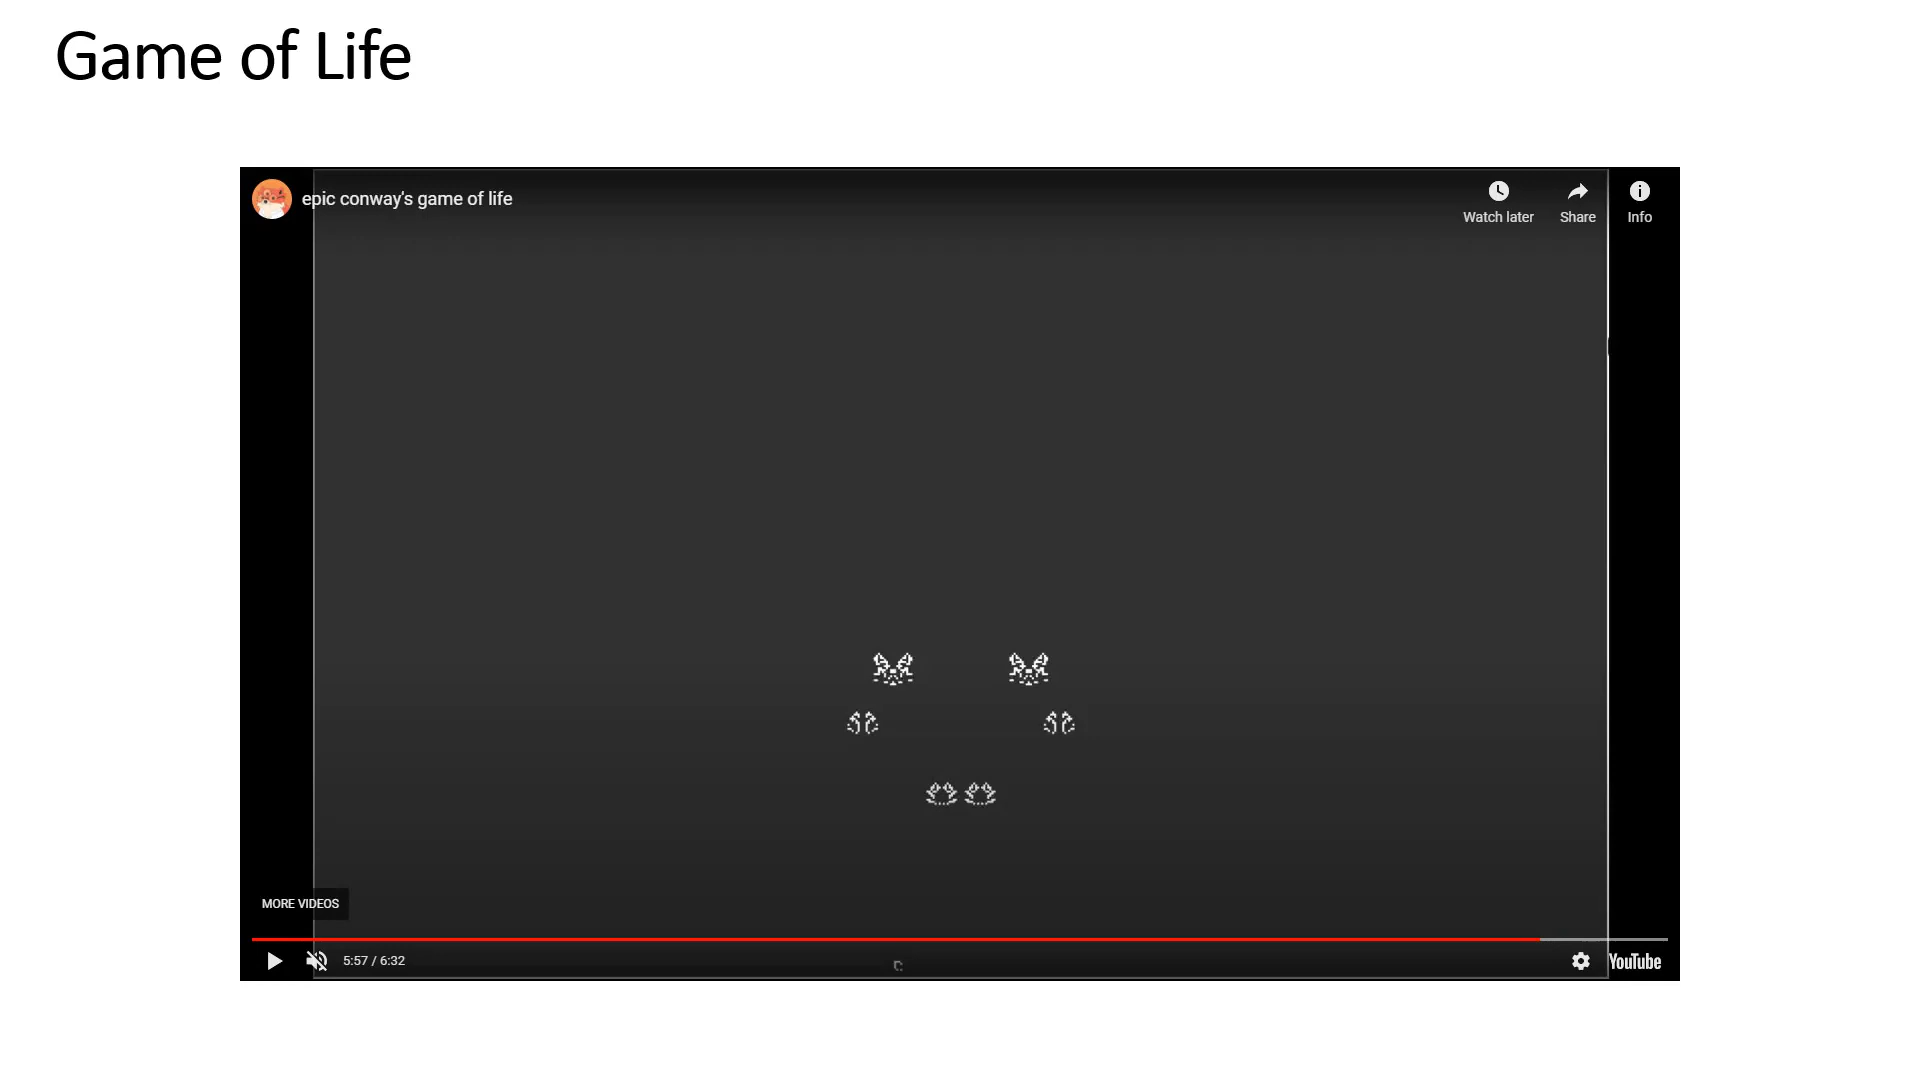 Game of Life
epic conway's game of life
Watch later
Share
Info
MORE VIDEOS
5:57 / 6:32
YouTube